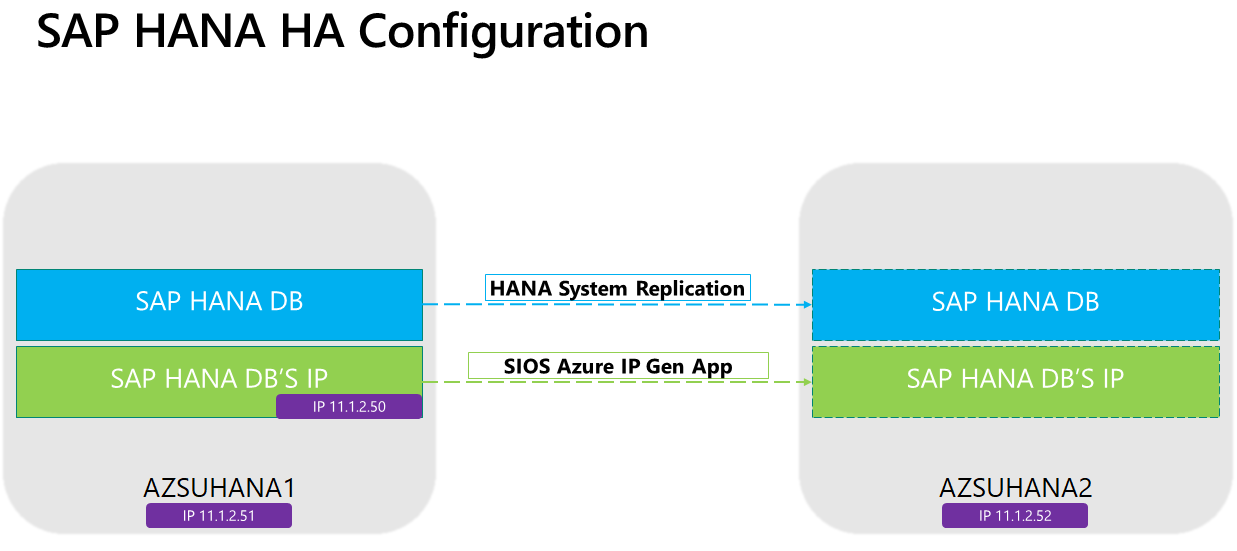 SAP HANA HA Configuration
SAP HANA DB
HANA System Replication
SAP HANA DB
SAP HANA DB’S IP
IP 11.1.2.50
SIOS Azure IP Gen App
SAP HANA DB’S IP
AZSUHANA1
IP 11.1.2.51
AZSUHANA2
IP 11.1.2.52